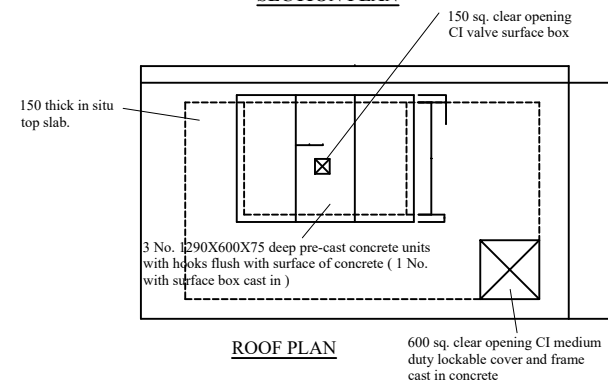 SECTION PLAN
150 sq. clear opening
CI valve surface box
150 thick in situ
top slab.
3 No. 1290X600X75 deep pre-cast concrete units
with hooks flush with surface of concrete ( 1 No.
with surface box cast in )
ROOF PLAN
600 sq. clear opening CI medium
duty lockable cover and frame
cast in concrete